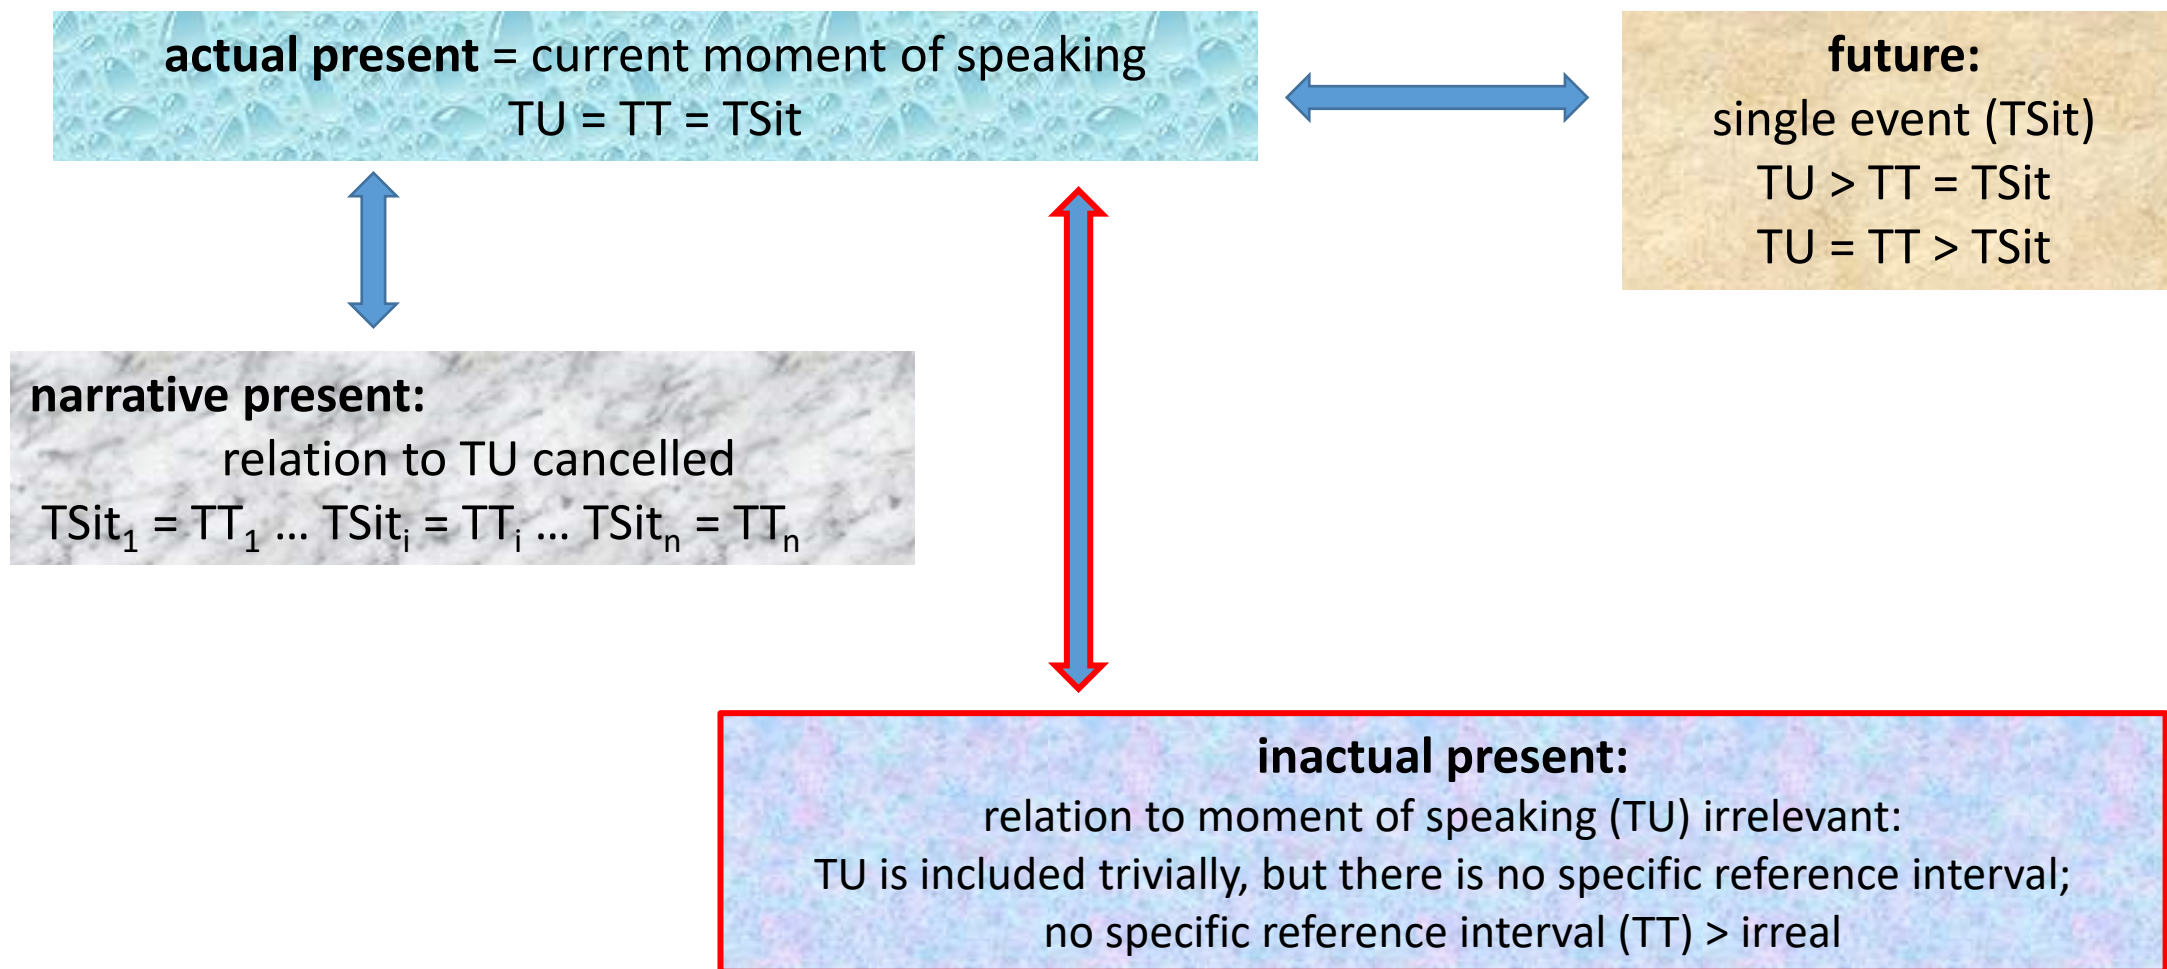 actual present = current moment of speaking
TU = TT = TSit
future:
single event (TSit)
TU > TT = TSit
TU = TT > TSit
narrative present:
relation to TU cancelled
TSit₁ = TT₁ … TSitᵢ = TTᵢ … TSitₙ = TTₙ
inactual present:
relation to moment of speaking (TU) irrelevant:
TU is included trivially, but there is no specific reference interval;
no specific reference interval (TT) > irreal